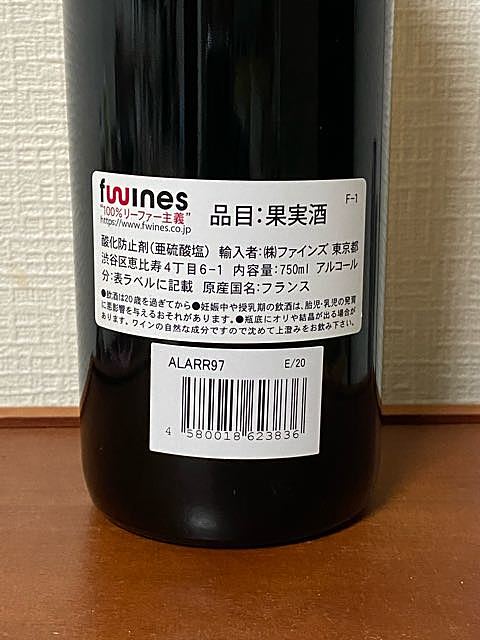 fwines
"100%リーファー主義"
https://www.fwines.co.jp
品目:果実酒
F-1
酸化防止剤(亜硫酸塩) 輸入者:㈱ファインズ 東京都
渋谷区恵比寿4丁目6-1 内容量:750ml アルコール
分:表ラベルに記載 原産国名:フランス
●飲酒は20歳を過ぎてから●妊娠中や授乳期の飲酒は、胎児・乳児の発育
に悪影響を与えるおそれがあります。●瓶底にオリや結晶が出る場合が
あります。ワインの自然な成分ですので沈めて上澄みをお飲み下さい。
ALARR97 E/20
4 580018 623836